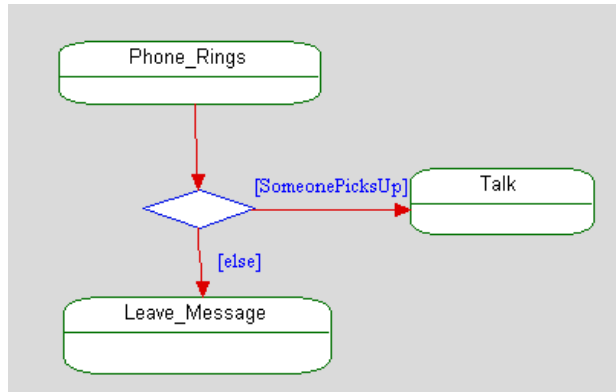 Phone_Rings
[SomeonePicksUp]
Talk
[else]
Leave_Message